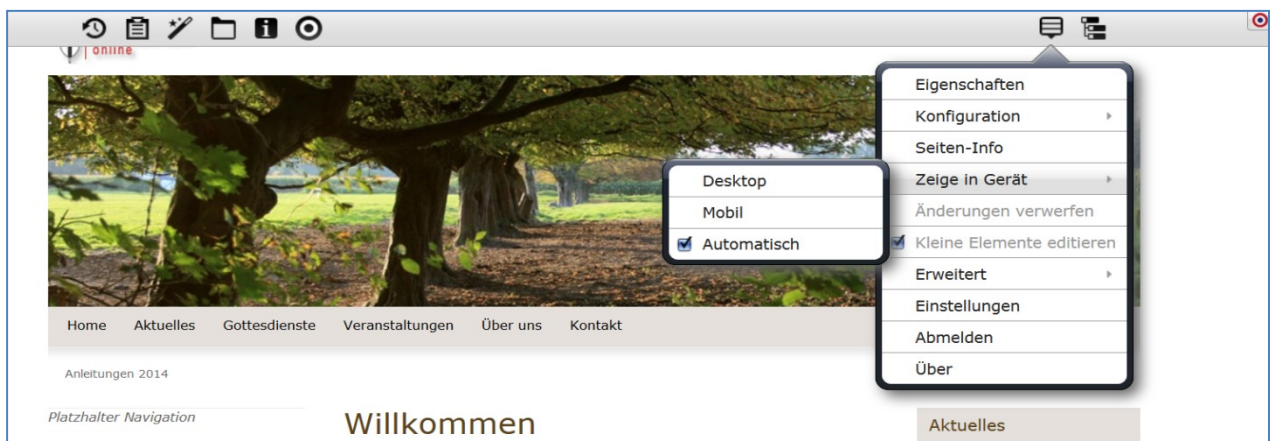 online
Eigenschaften
Konfiguration
Seiten-Info
Zeige in Gerät
Änderungen verwerfen
Kleine Elemente editieren
Erweitert
Einstellungen
Abmelden
Über
Desktop
Mobil
Automatisch
Home Aktuelles Gottesdienste Veranstaltungen Über uns Kontakt
Anleitungen 2014
Platzhalter Navigation
Willkommen
Aktuelles